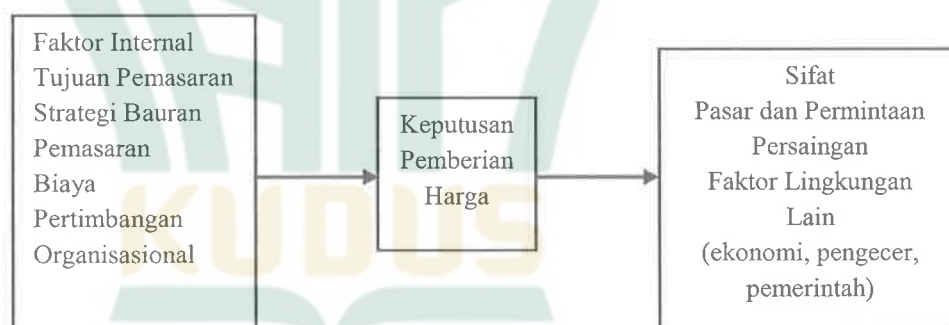 Faktor Internal
Tujuan Pemasaran
Strategi Bauran
Pemasaran
Biaya
Pertimbangan
Organisasional
Keputusan
Pemberian
Harga
Sifat
Pasar dan Permintaan
Persaingan
Faktor Lingkungan
Lain
(ekonomi, pengecer,
pemerintah)
KUDUS